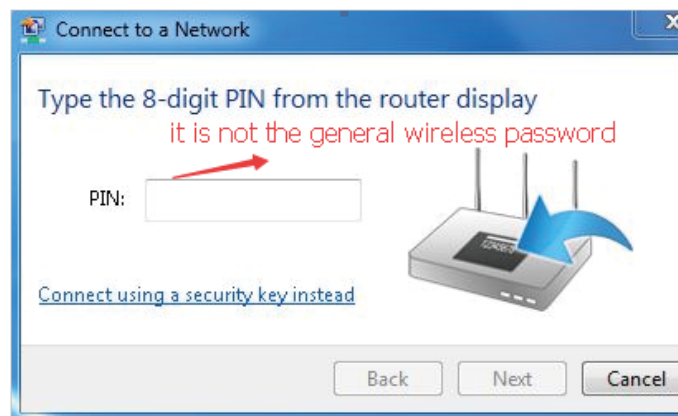 Connect to a Network
X
Type the 8-digit PIN from the router display
it is not the general wireless password
PIN:
12345670
Connect using a security key instead
Back
Next
Cancel